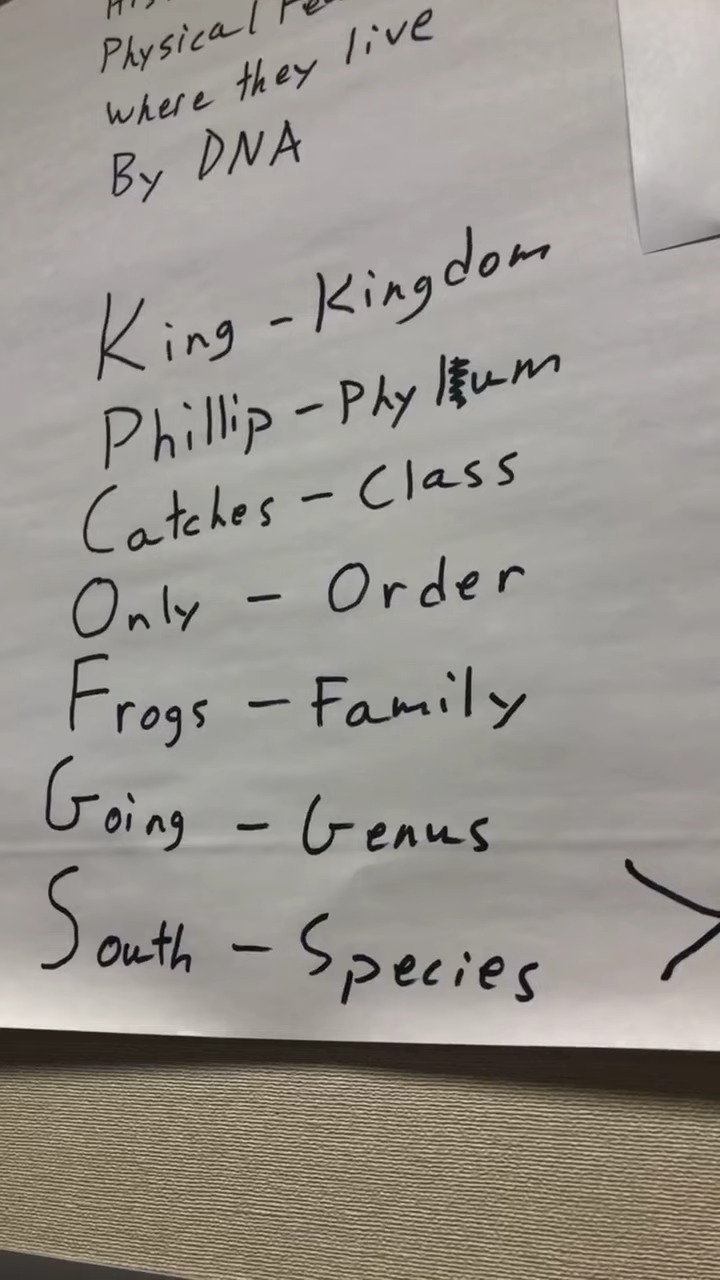 Physical
where they live
By DNA
King - Kingdom
Phillip - Phylum
Catches - Class
Only - Order
Frogs - Family
Going - Genus
South - Species